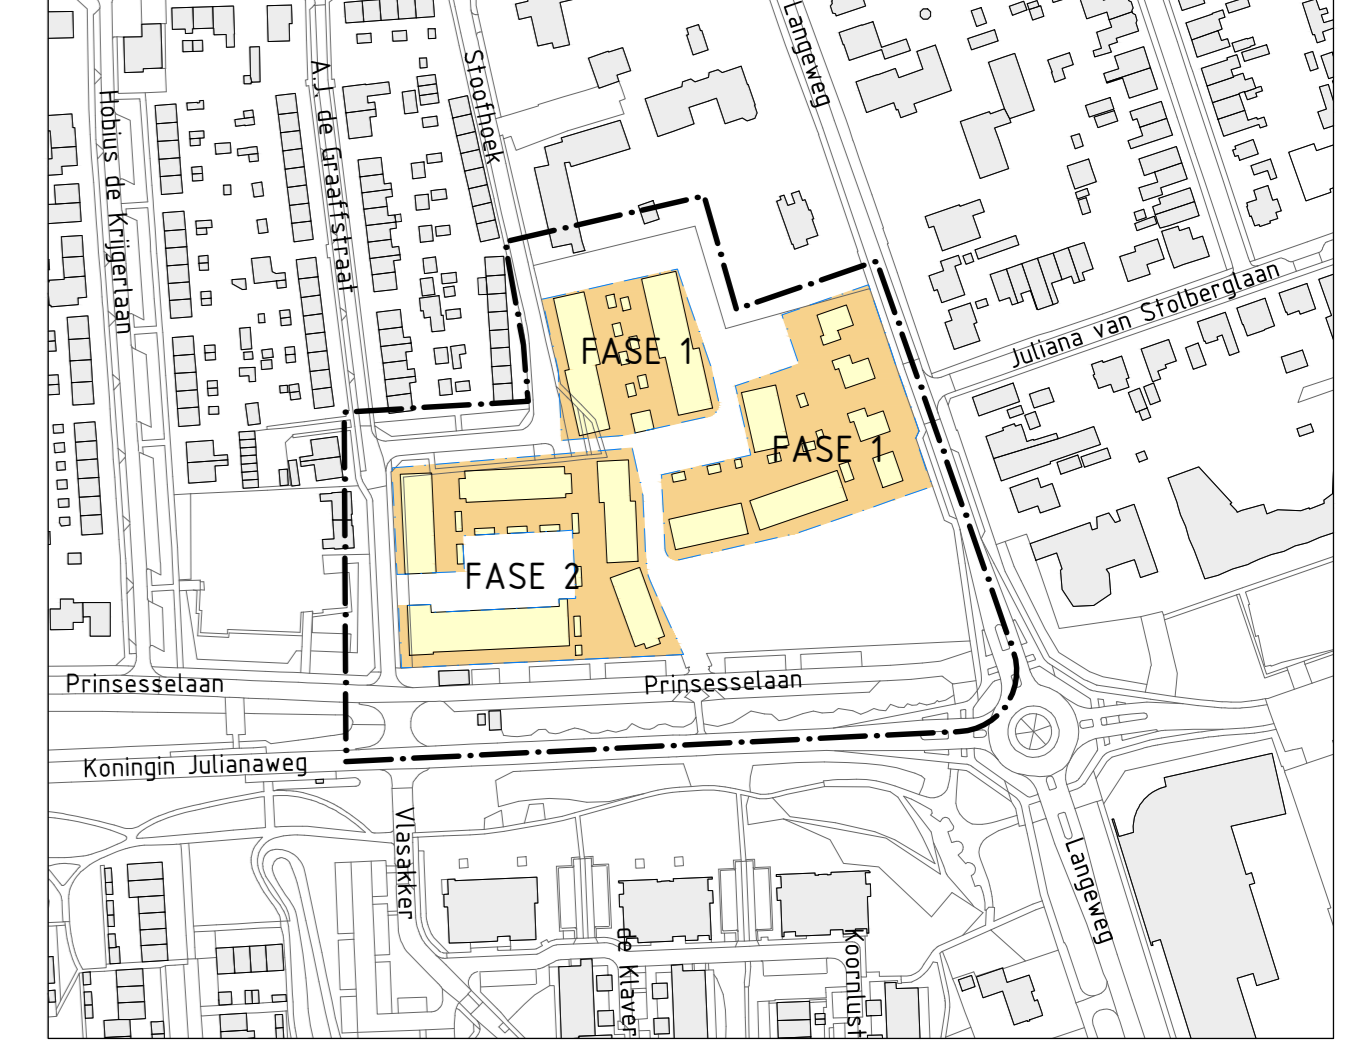 Langeweg
Stoofhoek
A.J. de Graaffstraat
Hobius de Krijgerlaan
Juliana van Stolberglaan
FASE 1
FASE 1
FASE 2
Prinsesselaan
Prinsesselaan
Koningin Julianaweg
Vlasakker
Langeweg
de Klaver
Koornlust